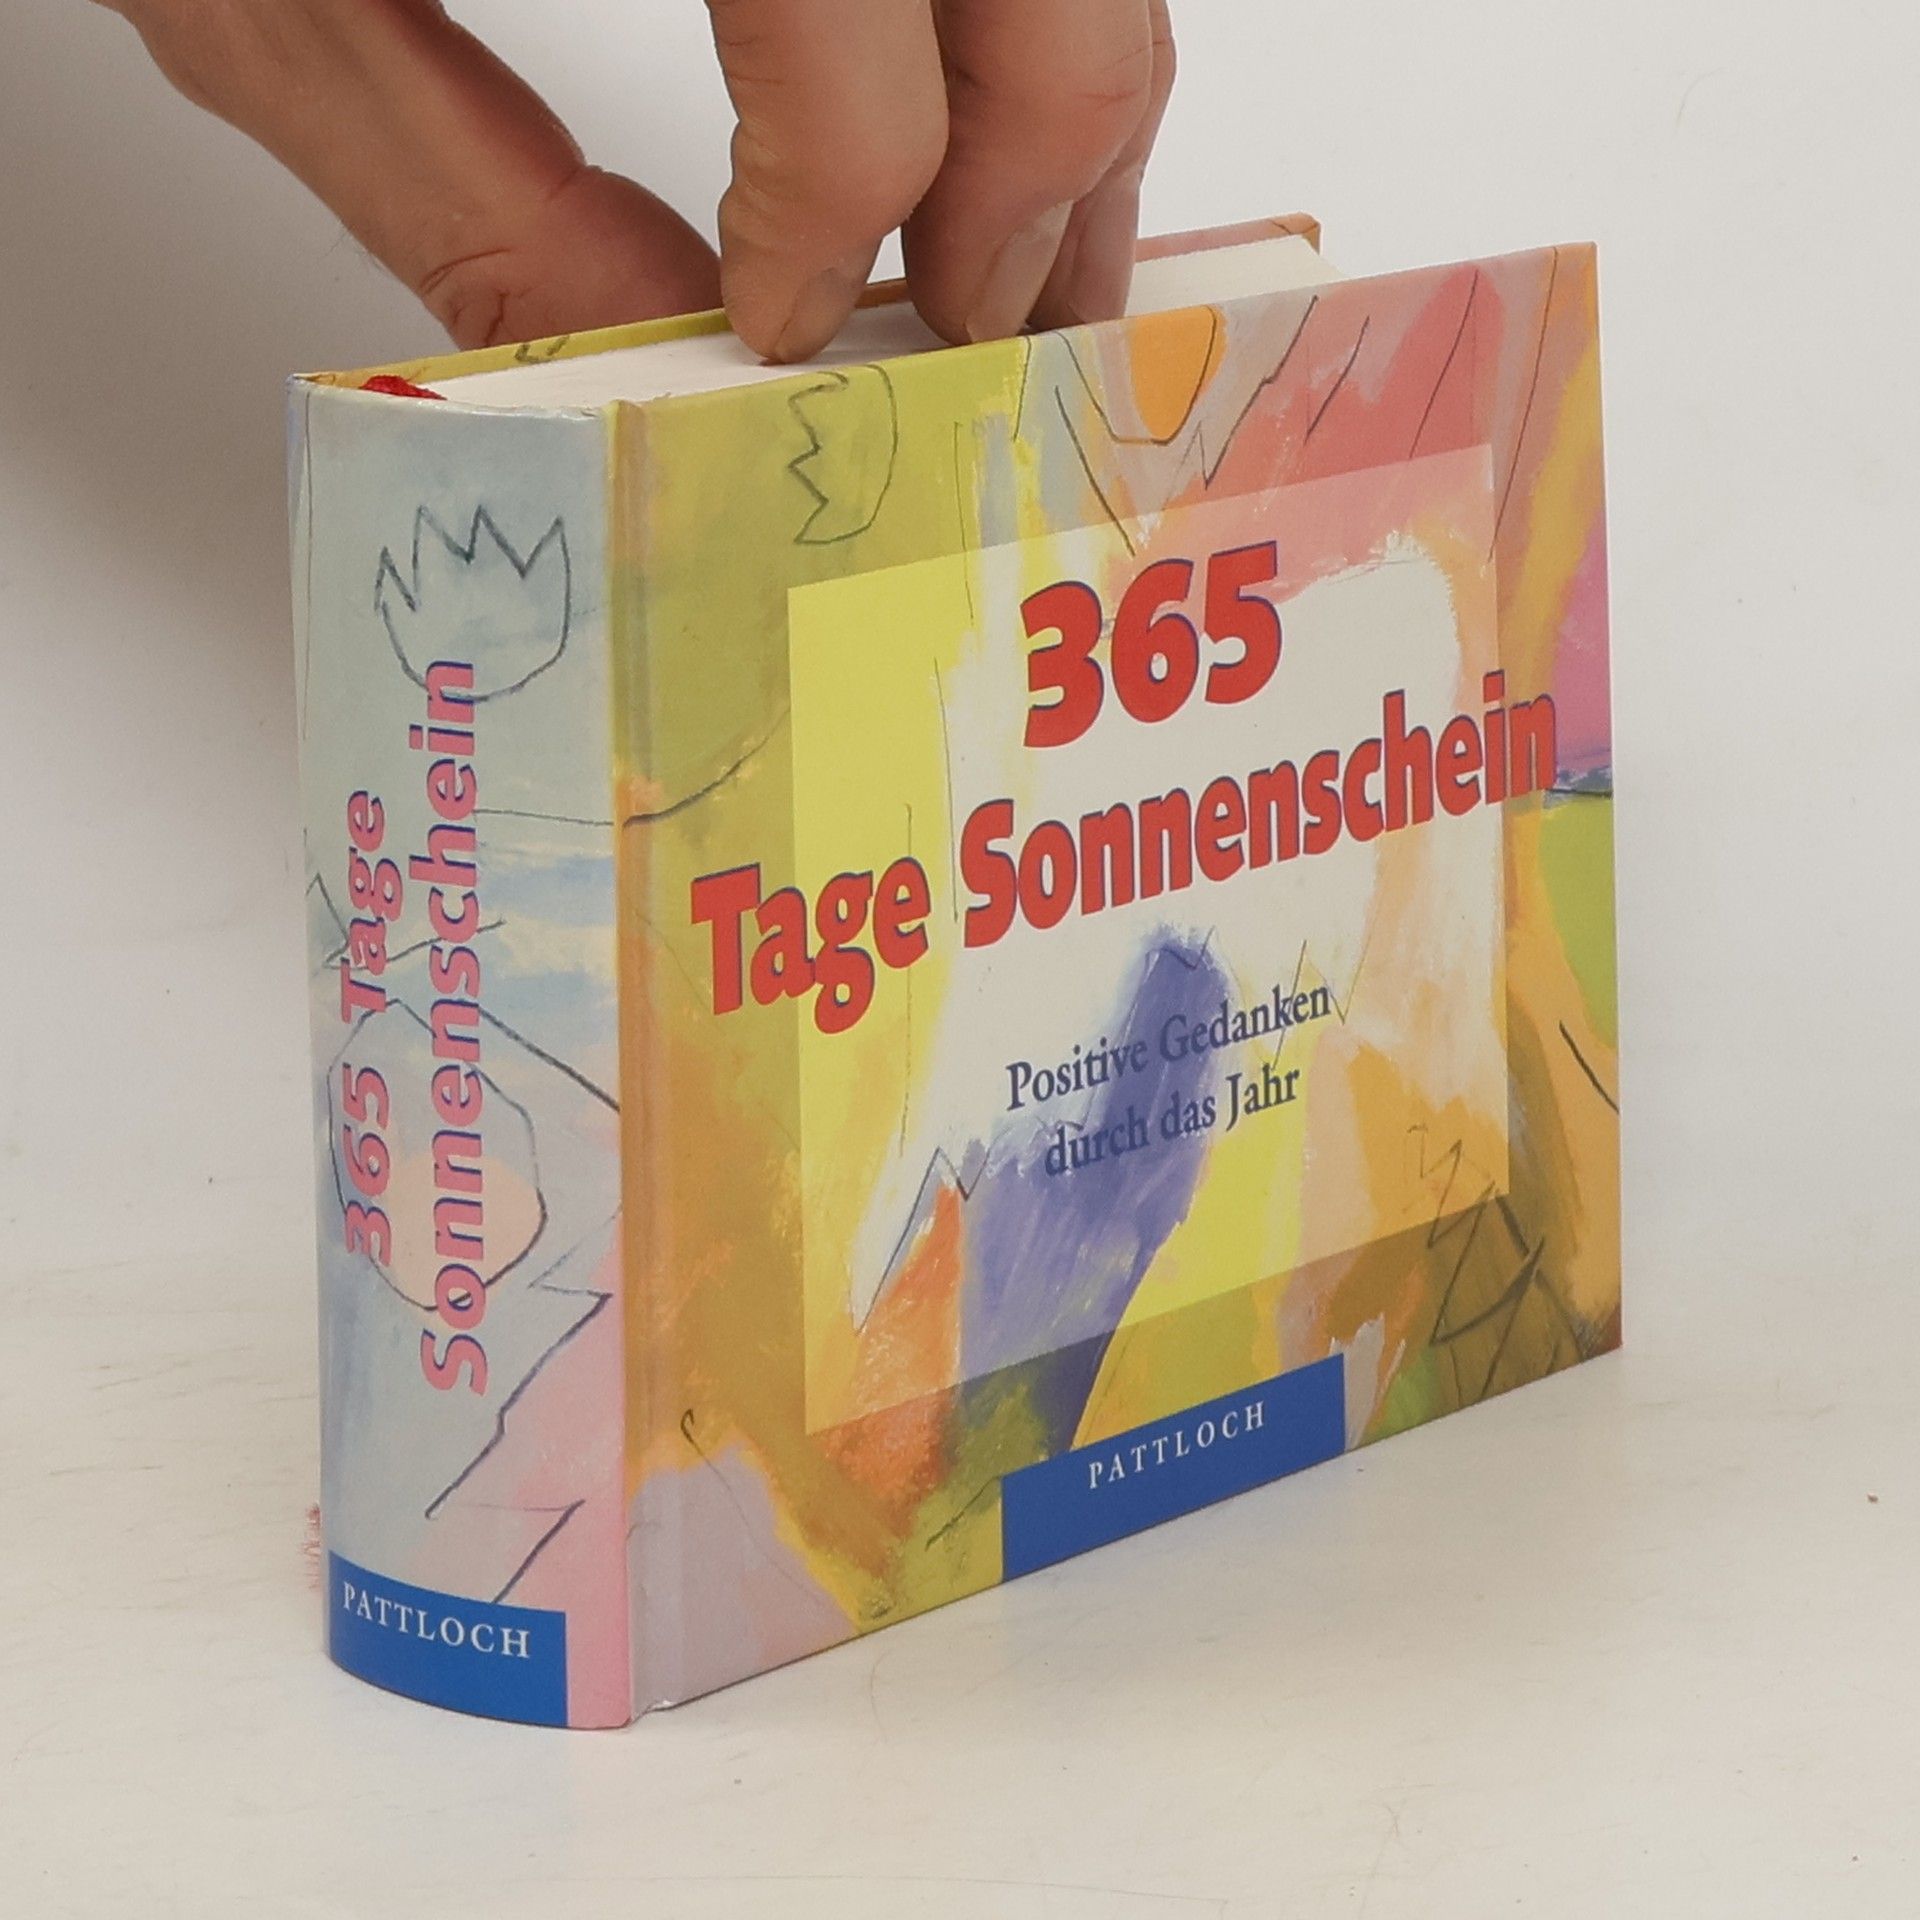 365 Tage
Sonnenschein
PATTLOCH
365
Tage Sonnenschein
Positive Gedanken
durch das Jahr
PATTLOCH